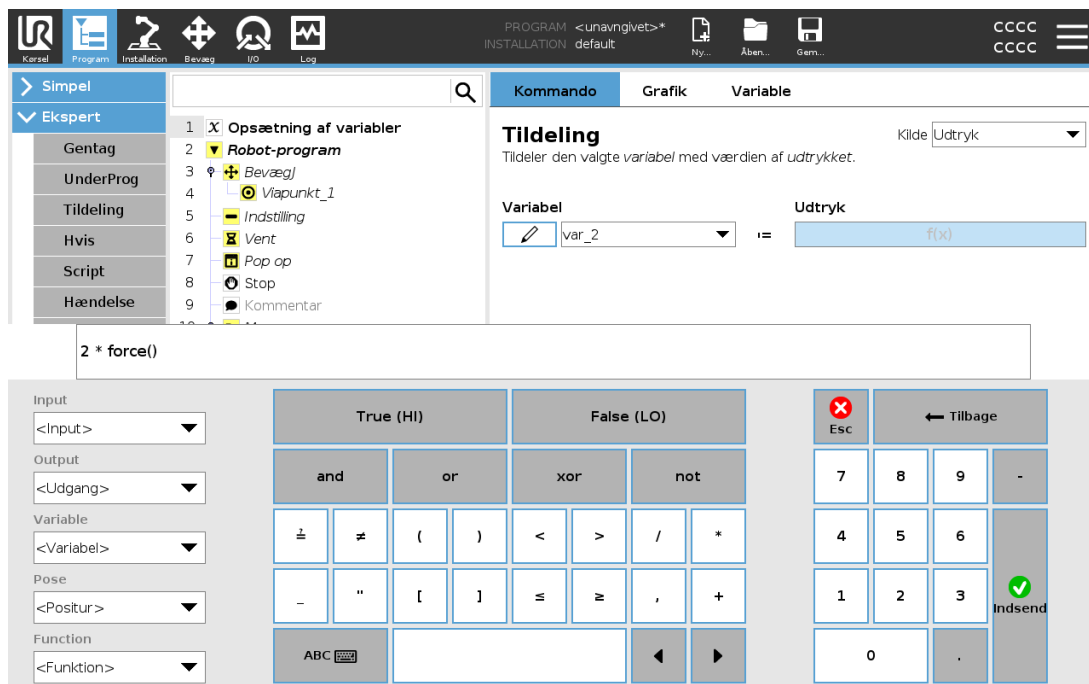 UR
Kørsel
Program
Installation
Bevæg
I/O
Log
PROGRAM <unavngivet>*
INSTALLATION default
Ny...
Åben...
Gem...
CCCC
CCCC
Simpel
Ekspert
Gentag
UnderProg
Tildeling
Hvis
Script
Hændelse
1 X Opsætning af variabler
2 Robot-program
3 BevægJ
4 Viapunkt_1
5 Indstilling
6 Vent
7 Pop op
8 Stop
9 Kommentar
Kommando Grafik Variable
Tildeling
Kilde Udtryk
Tildeler den valgte variabel med værdien af udtrykket.
Variabel Udtryk
var_2 := f(x)
2 * force()
Input
<Input>
Output
<Udgang>
Variable
<Variabel>
Pose
<Positur>
Function
<Funktion>
True (HI) False (LO)
and or xor not
≟ ≠ ( ) < > / *
_ " [ ] ≤ ≥ , +
ABC
Esc Tilbage
7 8 9 -
4 5 6
1 2 3 Indsend
0 .